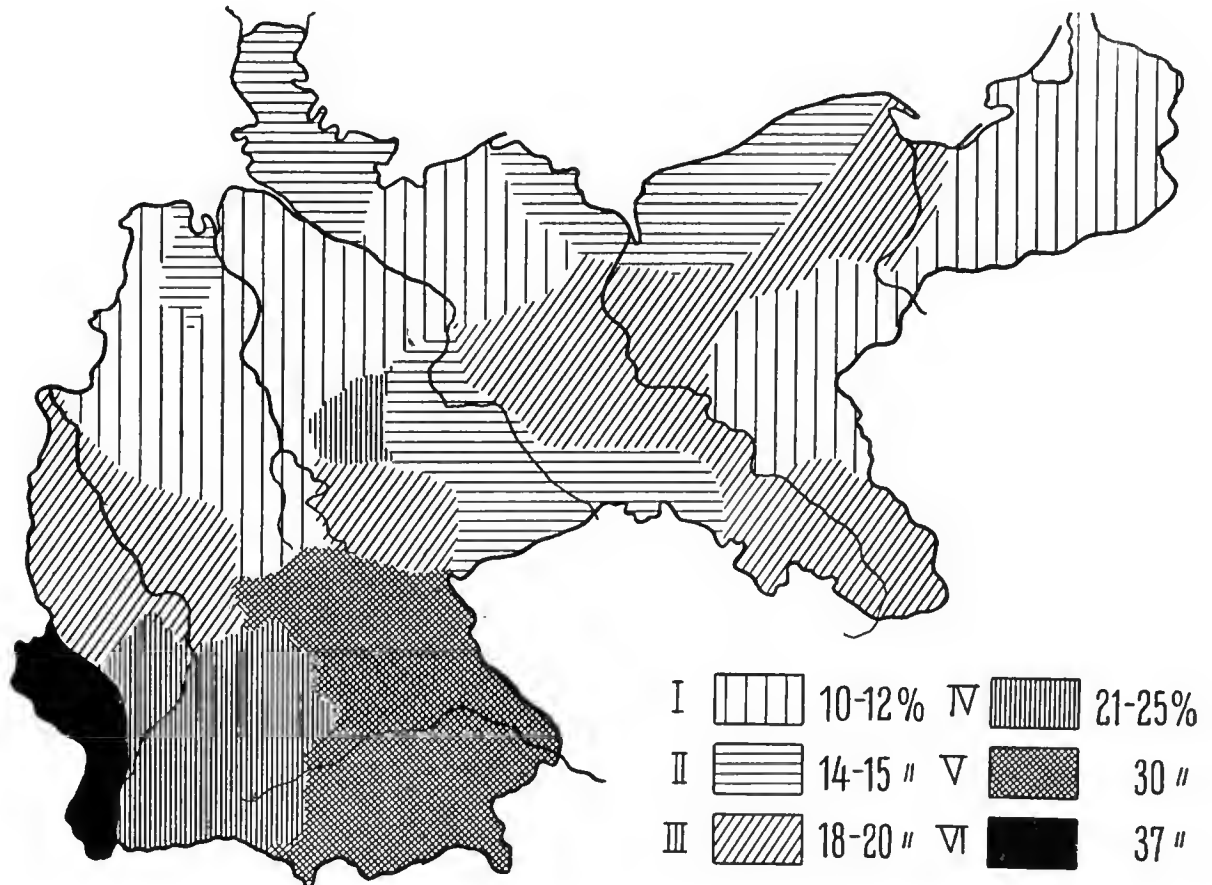 I 10-12% IV 21-25%
II 14-15 " V 30 "
III 18-20 " VI 37 "